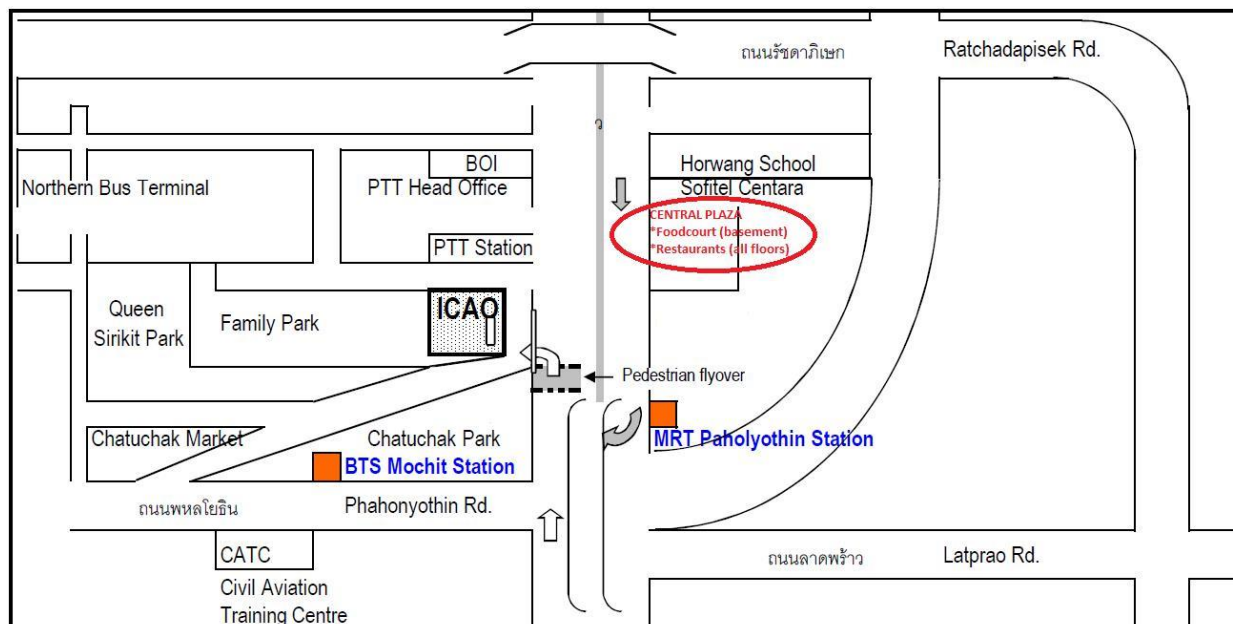 ถนนรัชดาภิเษก
Ratchadapisek Rd.
ว
BOI
Horwang School
Northern Bus Terminal
PTT Head Office
Sofitel Centara
CENTRAL PLAZA
*Foodcourt (basement)
*Restaurants (all floors)
PTT Station
ICAO
Queen
Sirikit Park
Family Park
Pedestrian flyover
Chatuchak Market
Chatuchak Park
MRT Paholyothin Station
BTS Mochit Station
ถนนพหลโยธิน
Phahonyothin Rd.
CATC
Civil Aviation
Training Centre
ถนนลาดพร้าว
Latprao Rd.